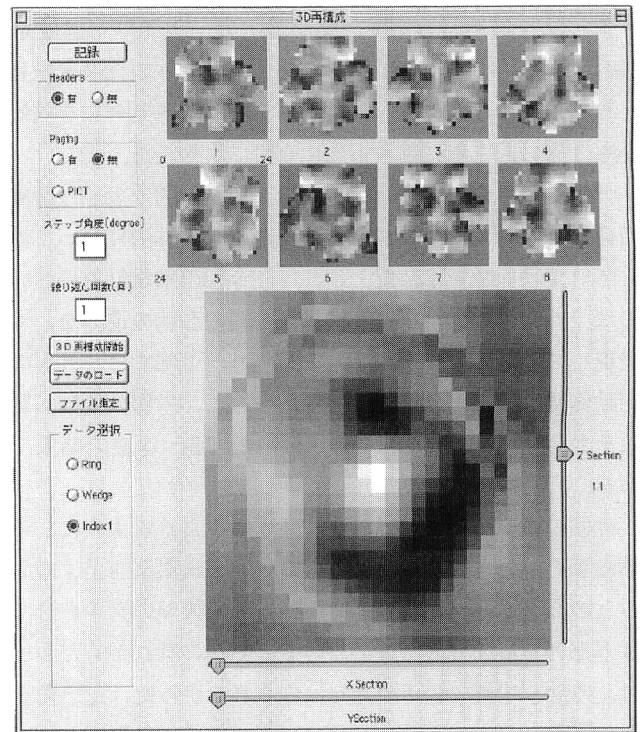 3D再構成
記録
Headers
有 無
1 2 3 4
Paging
0 24
有 無
PICT
ステップ角度(degree)
1
24 5 6 7 8
繰り返し回数(回)
1
3D再構成開始
データのロード
ファイル指定
データ選択
Ring
Z Section
Wedge
11
Index1
X Section
YSection